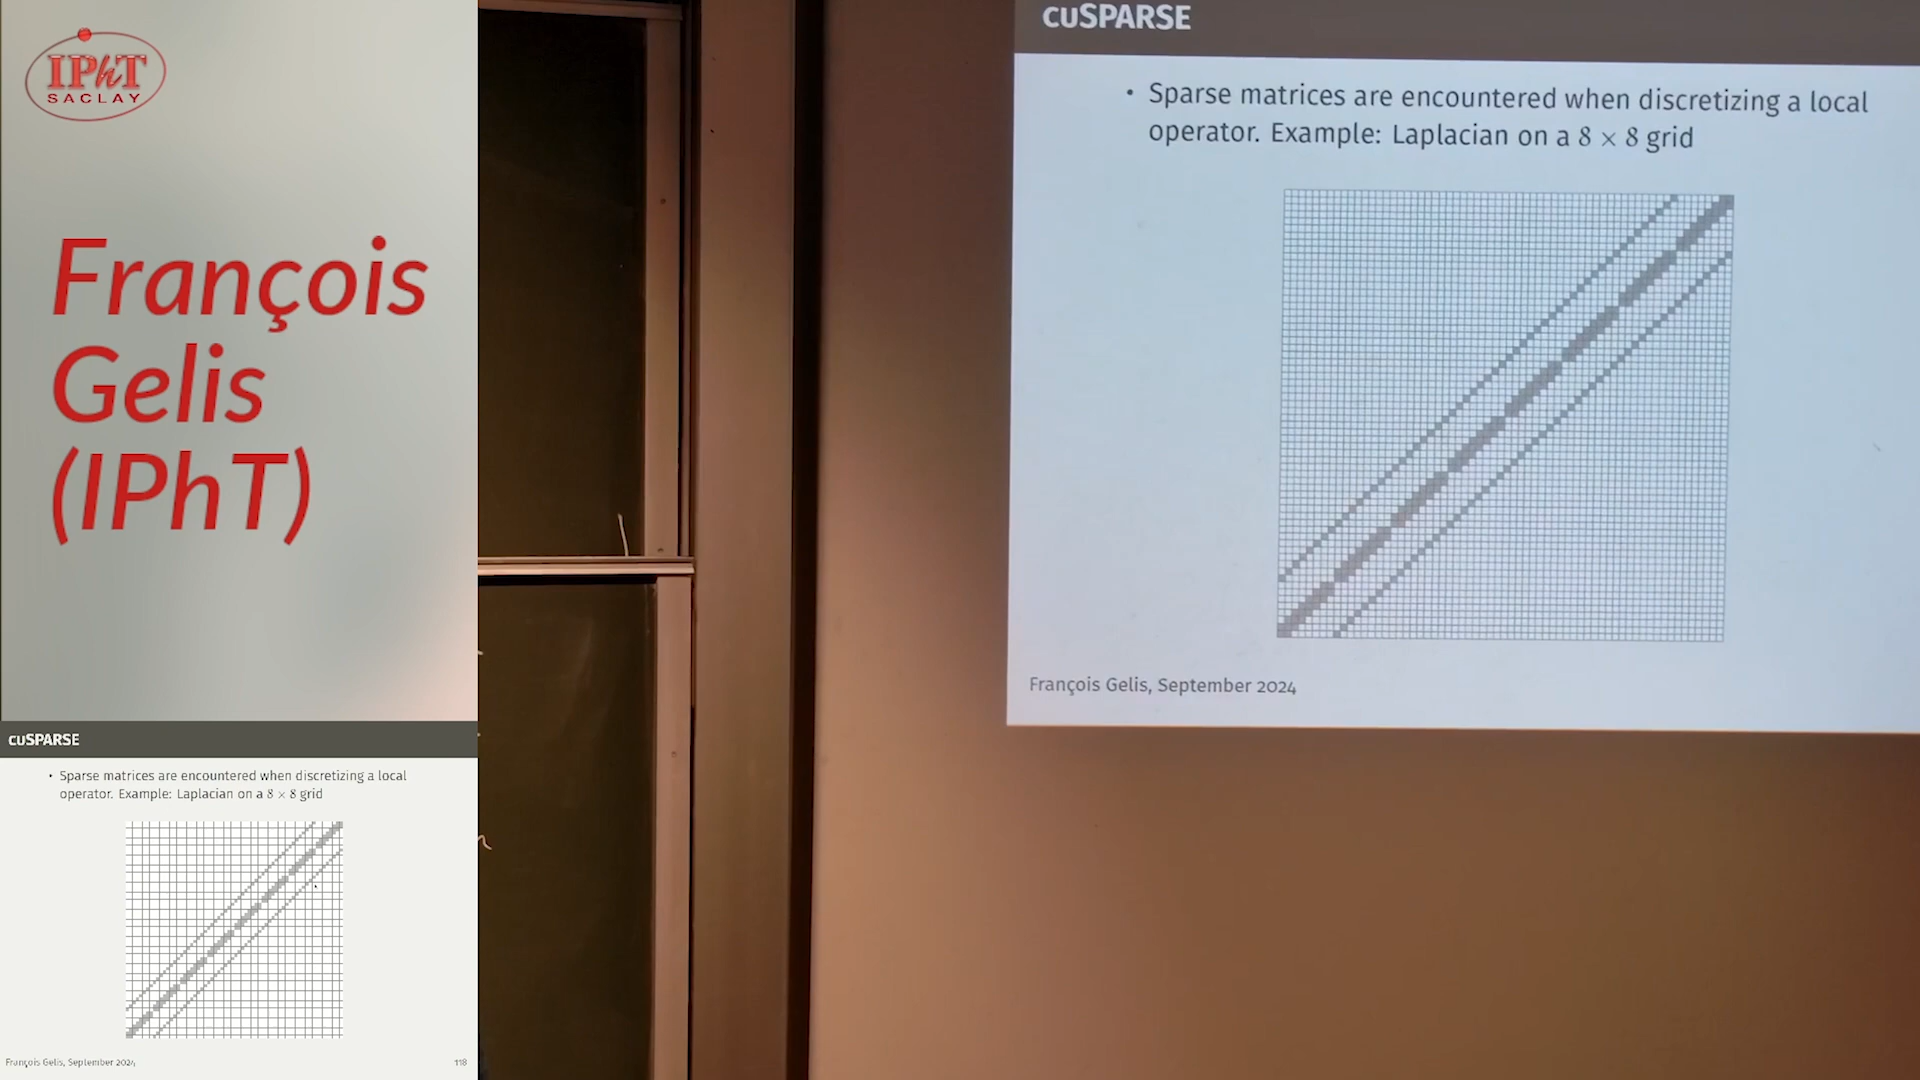 IPhT
SACLAY
François
Gelis
(IPhT)
cuSPARSE
• Sparse matrices are encountered when discretizing a local
operator. Example: Laplacian on a 8 × 8 grid
François Gelis, September 2024
118
cuSPARSE
• Sparse matrices are encountered when discretizing a local
operator. Example: Laplacian on a 8 × 8 grid
François Gelis, September 2024